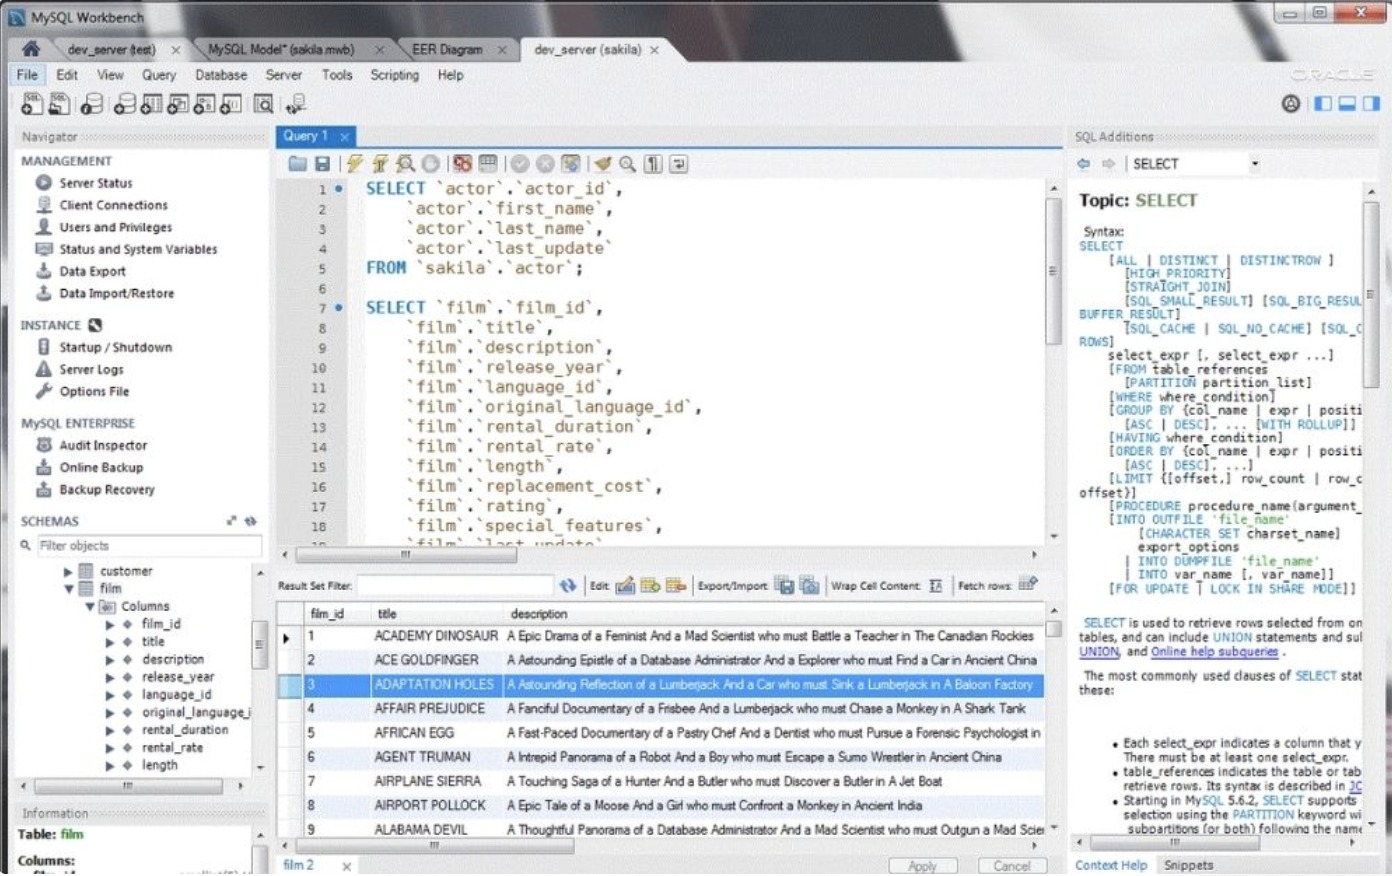 MySQL Workbench
dev_server (test)
MySQL Model* (sakila.mwb)
EER Diagram
dev_server (sakila)
File Edit View Query Database Server Tools Scripting Help
ORACLE
Navigator
MANAGEMENT
Server Status
Client Connections
Users and Privileges
Status and System Variables
Data Export
Data Import/Restore
INSTANCE
Startup / Shutdown
Server Logs
Options File
MySQL ENTERPRISE
Audit Inspector
Online Backup
Backup Recovery
SCHEMAS
Filter objects
customer
film
Columns
film_id
title
description
release_year
language_id
original_language_i
rental_duration
rental_rate
length
Information
Table: film
Columns:
Query 1
1 SELECT `actor`.`actor_id`,
2 `actor`.`first_name`,
3 `actor`.`last_name`,
4 `actor`.`last_update`
5 FROM `sakila`.`actor`;
6
7 SELECT `film`.`film_id`,
8 `film`.`title`,
9 `film`.`description`,
10 `film`.`release_year`,
11 `film`.`language_id`,
12 `film`.`original_language_id`,
13 `film`.`rental_duration`,
14 `film`.`rental_rate`,
15 `film`.`length`,
16 `film`.`replacement_cost`,
17 `film`.`rating`,
18 `film`.`special_features`,
19 `film`.`last_update`
Result Set Filter:
Edit:
Export/Import:
Wrap Cell Content:
Fetch rows:
film_id title description
1 ACADEMY DINOSAUR A Epic Drama of a Feminist And a Mad Scientist who must Battle a Teacher in The Canadian Rockies
2 ACE GOLDFINGER A Astounding Epistle of a Database Administrator And a Explorer who must Find a Car in Ancient China
3 ADAPTATION HOLES A Astounding Reflection of a Lumberjack And a Car who must Sink a Lumberjack in A Baloon Factory
4 AFFAIR PREJUDICE A Fanciful Documentary of a Frisbee And a Lumberjack who must Chase a Monkey in A Shark Tank
5 AFRICAN EGG A Fast-Paced Documentary of a Pastry Chef And a Dentist who must Pursue a Forensic Psychologist in
6 AGENT TRUMAN A Intrepid Panorama of a Robot And a Boy who must Escape a Sumo Wrestler in Ancient China
7 AIRPLANE SIERRA A Touching Saga of a Hunter And a Butler who must Discover a Butler in A Jet Boat
8 AIRPORT POLLOCK A Epic Tale of a Moose And a Girl who must Confront a Monkey in Ancient India
9 ALABAMA DEVIL A Thoughtful Panorama of a Database Administrator And a Mad Scientist who must Outgun a Mad Scie
film 2
Apply
Cancel
SQL Additions
SELECT
Topic: SELECT
Syntax:
SELECT
[ALL | DISTINCT | DISTINCTROW ]
[HIGH_PRIORITY]
[STRAIGHT_JOIN]
[SQL_SMALL_RESULT] [SQL_BIG_RESUL
BUFFER_RESULT]
[SQL_CACHE | SQL_NO_CACHE] [SQL_C
ROWS]
select_expr [, select_expr ...]
[FROM table_references
[PARTITION partition_list]
[WHERE where_condition]
[GROUP BY {col_name | expr | positi
[ASC | DESC], ... [WITH ROLLUP]]
[HAVING where_condition]
[ORDER BY {col_name | expr | positi
[ASC | DESC], ...]
[LIMIT {[offset,] row_count | row_c
offset}]
[PROCEDURE procedure_name(argument_
[INTO OUTFILE 'file_name'
[CHARACTER SET charset_name]
export_options
| INTO DUMPFILE 'file_name'
| INTO var_name [, var_name]]
[FOR UPDATE | LOCK IN SHARE MODE]]
SELECT is used to retrieve rows selected from on
tables, and can include UNION statements and sul
UNION, and Online help subqueries .
The most commonly used clauses of SELECT stat
these:
Each select_expr indicates a column that y
There must be at least one select_expr.
table_references indicates the table or tab
retrieve rows. Its syntax is described in JC
Starting in MySQL 5.6.2, SELECT supports
selection using the PARTITION keyword wi
subpartitions (or both) following the name
Context Help
Snippets